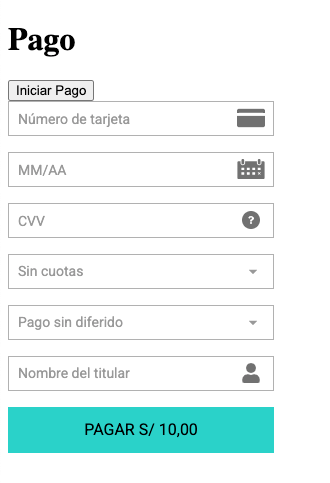 Pago
Iniciar Pago
Número de tarjeta
MM/AA
CVV
?
Sin cuotas
Pago sin diferido
Nombre del titular
PAGAR S/ 10,00